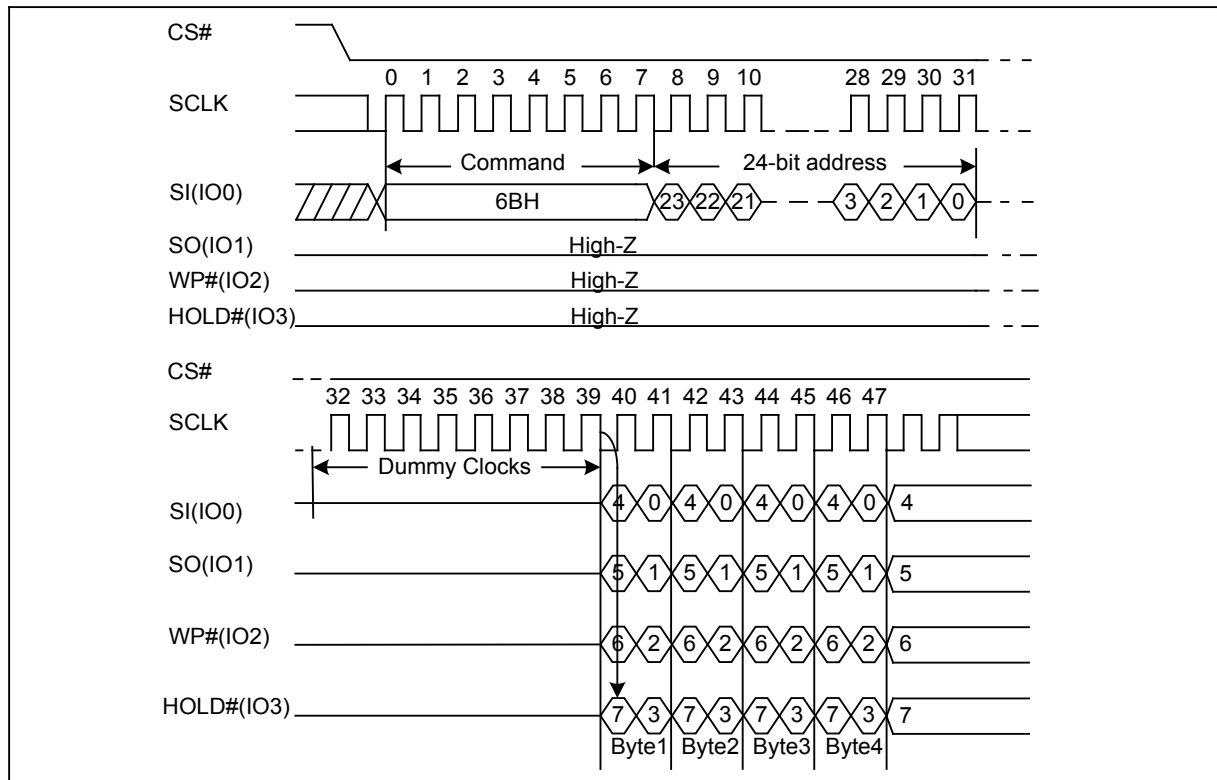 CS#
0 1 2 3 4 5 6 7 8 9 10 28 29 30 31
SCLK
Command 24-bit address
SI(IO0) 6BH 23 22 21 3 2 1 0
SO(IO1) High-Z
WP#(IO2) High-Z
HOLD#(IO3) High-Z
CS#
32 33 34 35 36 37 38 39 40 41 42 43 44 45 46 47
SCLK
Dummy Clocks
SI(IO0) 4 0 4 0 4 0 4 0 4
SO(IO1) 5 1 5 1 5 1 5 1 5
WP#(IO2) 6 2 6 2 6 2 6 2 6
HOLD#(IO3) 7 3 7 3 7 3 7 3 7
Byte1 Byte2 Byte3 Byte4